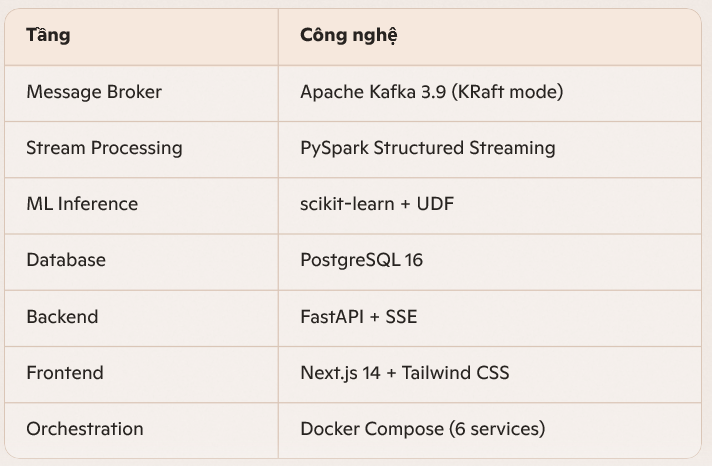 Tầng Công nghệ
Message Broker Apache Kafka 3.9 (KRaft mode)
Stream Processing PySpark Structured Streaming
ML Inference scikit-learn + UDF
Database PostgreSQL 16
Backend FastAPI + SSE
Frontend Next.js 14 + Tailwind CSS
Orchestration Docker Compose (6 services)